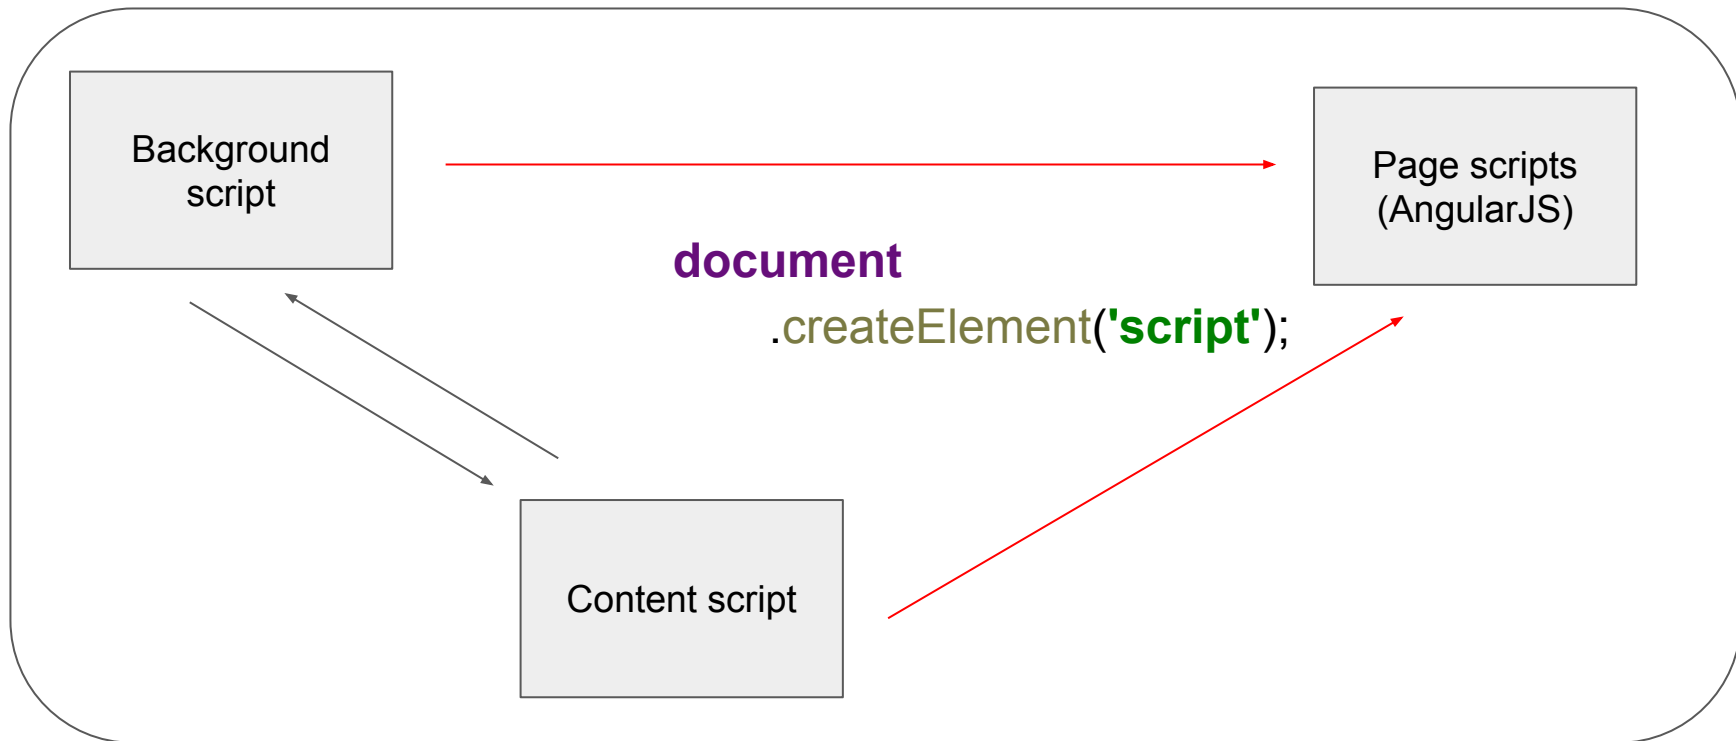 Background
script
Page scripts
(AngularJS)
document
.createElement('script');
Content script